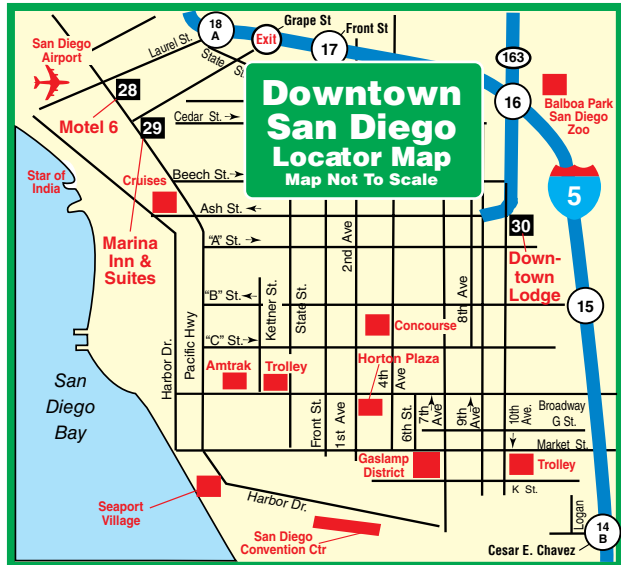 Grape St
Front St
18
A
Exit
17
San Diego
Airport
Laurel St.
State St.
163
28
Downtown
San Diego
Locator Map
Map Not To Scale
16
Balboa Park
San Diego
Zoo
Motel 6
29
Cedar St.
Star of
India
Cruises
Beech St.
5
Ash St.
30
Marina
Inn &
Suites
"A" St.
2nd Ave
Down-
town
Lodge
"B" St.
Kettner St.
State St.
8th Ave
15
Pacific Hwy
Harbor Dr.
Concourse
"C" St.
Horton Plaza
Amtrak
Trolley
4th
Ave
San
Diego
Bay
Front St.
1st Ave
6th St.
7th
Ave
9th
Ave
10th
Ave.
Broadway
G St.
Market St.
Gaslamp
District
Trolley
K St.
Seaport
Village
Harbor Dr.
San Diego
Convention Ctr
Logan
14
B
Cesar E. Chavez